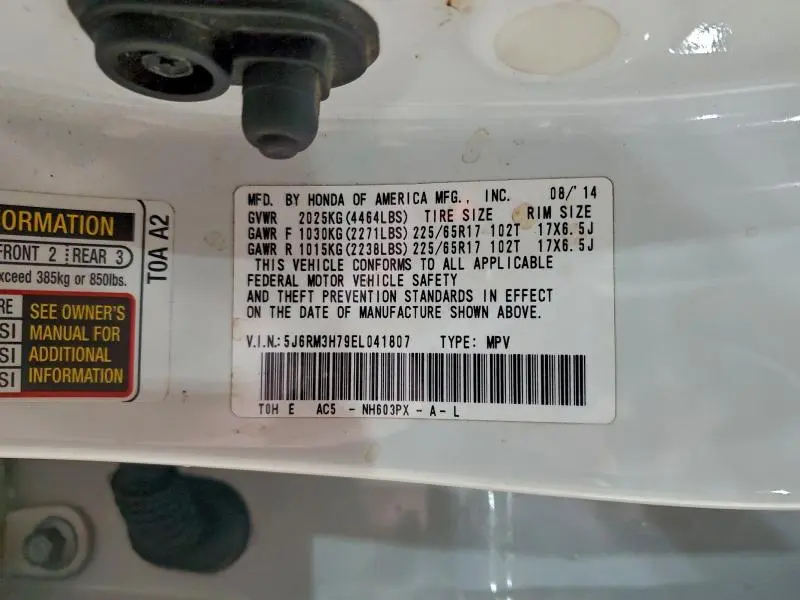 ORMATION
FRONT 2 REAR 3
xceed 385kg or 850lbs.
RE
SI
SI
SI
SEE OWNER'S
MANUAL FOR
ADDITIONAL
INFORMATION
T0A A2
MFD. BY HONDA OF AMERICA MFG., INC. 08/'14
GVWR 2025KG(4464LBS) TIRE SIZE RIM SIZE
GAWR F 1030KG(2271LBS) 225/65R17 102T 17X6.5J
GAWR R 1015KG(2238LBS) 225/65R17 102T 17X6.5J
THIS VEHICLE CONFORMS TO ALL APPLICABLE
FEDERAL MOTOR VEHICLE SAFETY
AND THEFT PREVENTION STANDARDS IN EFFECT
ON THE DATE OF MANUFACTURE SHOWN ABOVE.
V.I.N.:5J6RM3H79EL041807 TYPE: MPV
T0H E AC5 - NH603PX - A - L